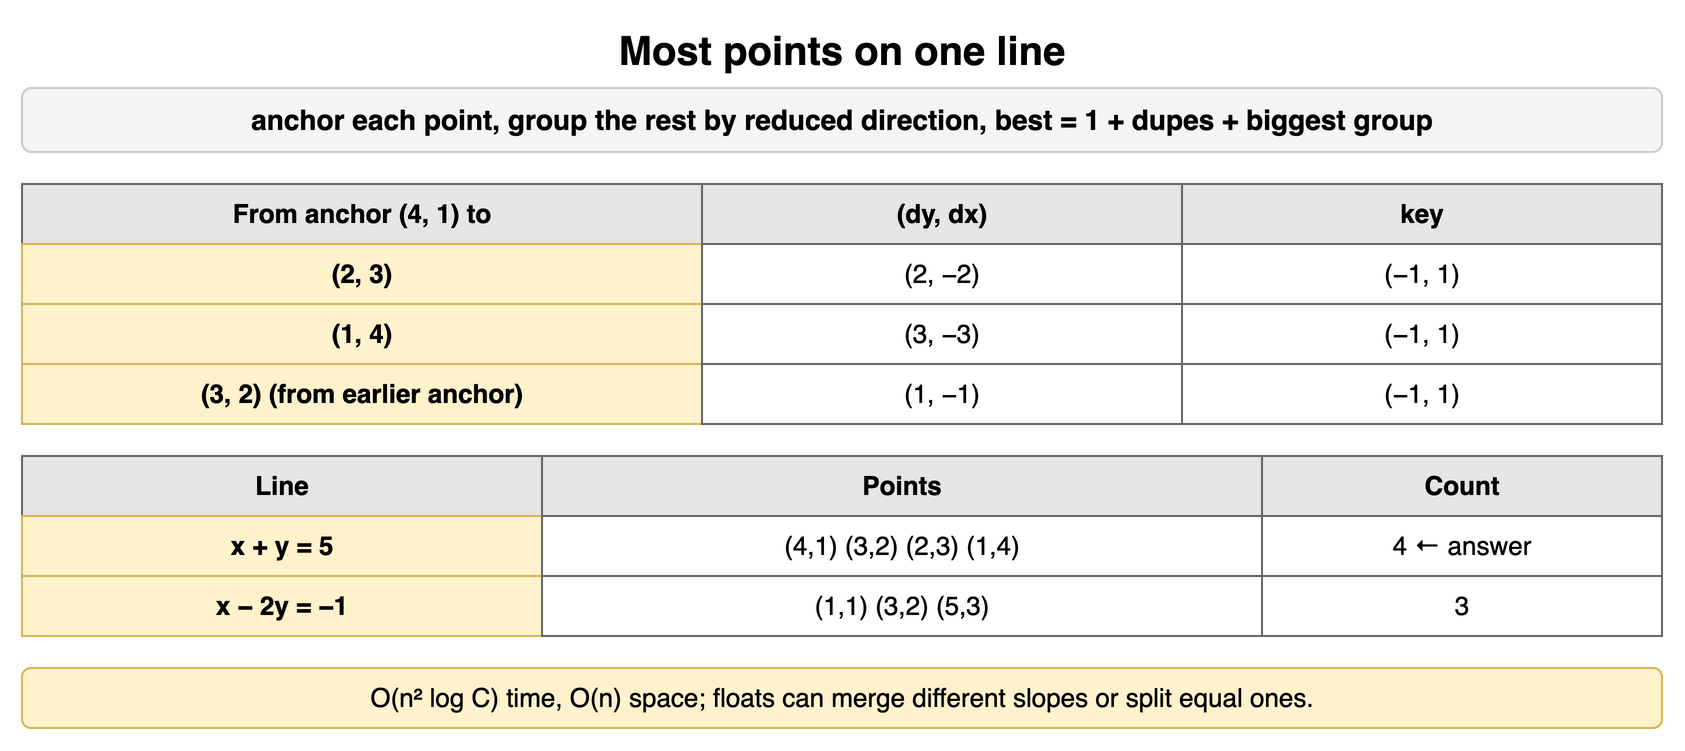 Most points on one line
anchor each point, group the rest by reduced direction, best = 1 + dupes + biggest group
From anchor (4, 1) to (dy, dx) key
(2, 3) (2, −2) (−1, 1)
(1, 4) (3, −3) (−1, 1)
(3, 2) (from earlier anchor) (1, −1) (−1, 1)
Line Points Count
x + y = 5 (4,1) (3,2) (2,3) (1,4) 4 ← answer
x − 2y = −1 (1,1) (3,2) (5,3) 3
O(n² log C) time, O(n) space; floats can merge different slopes or split equal ones.